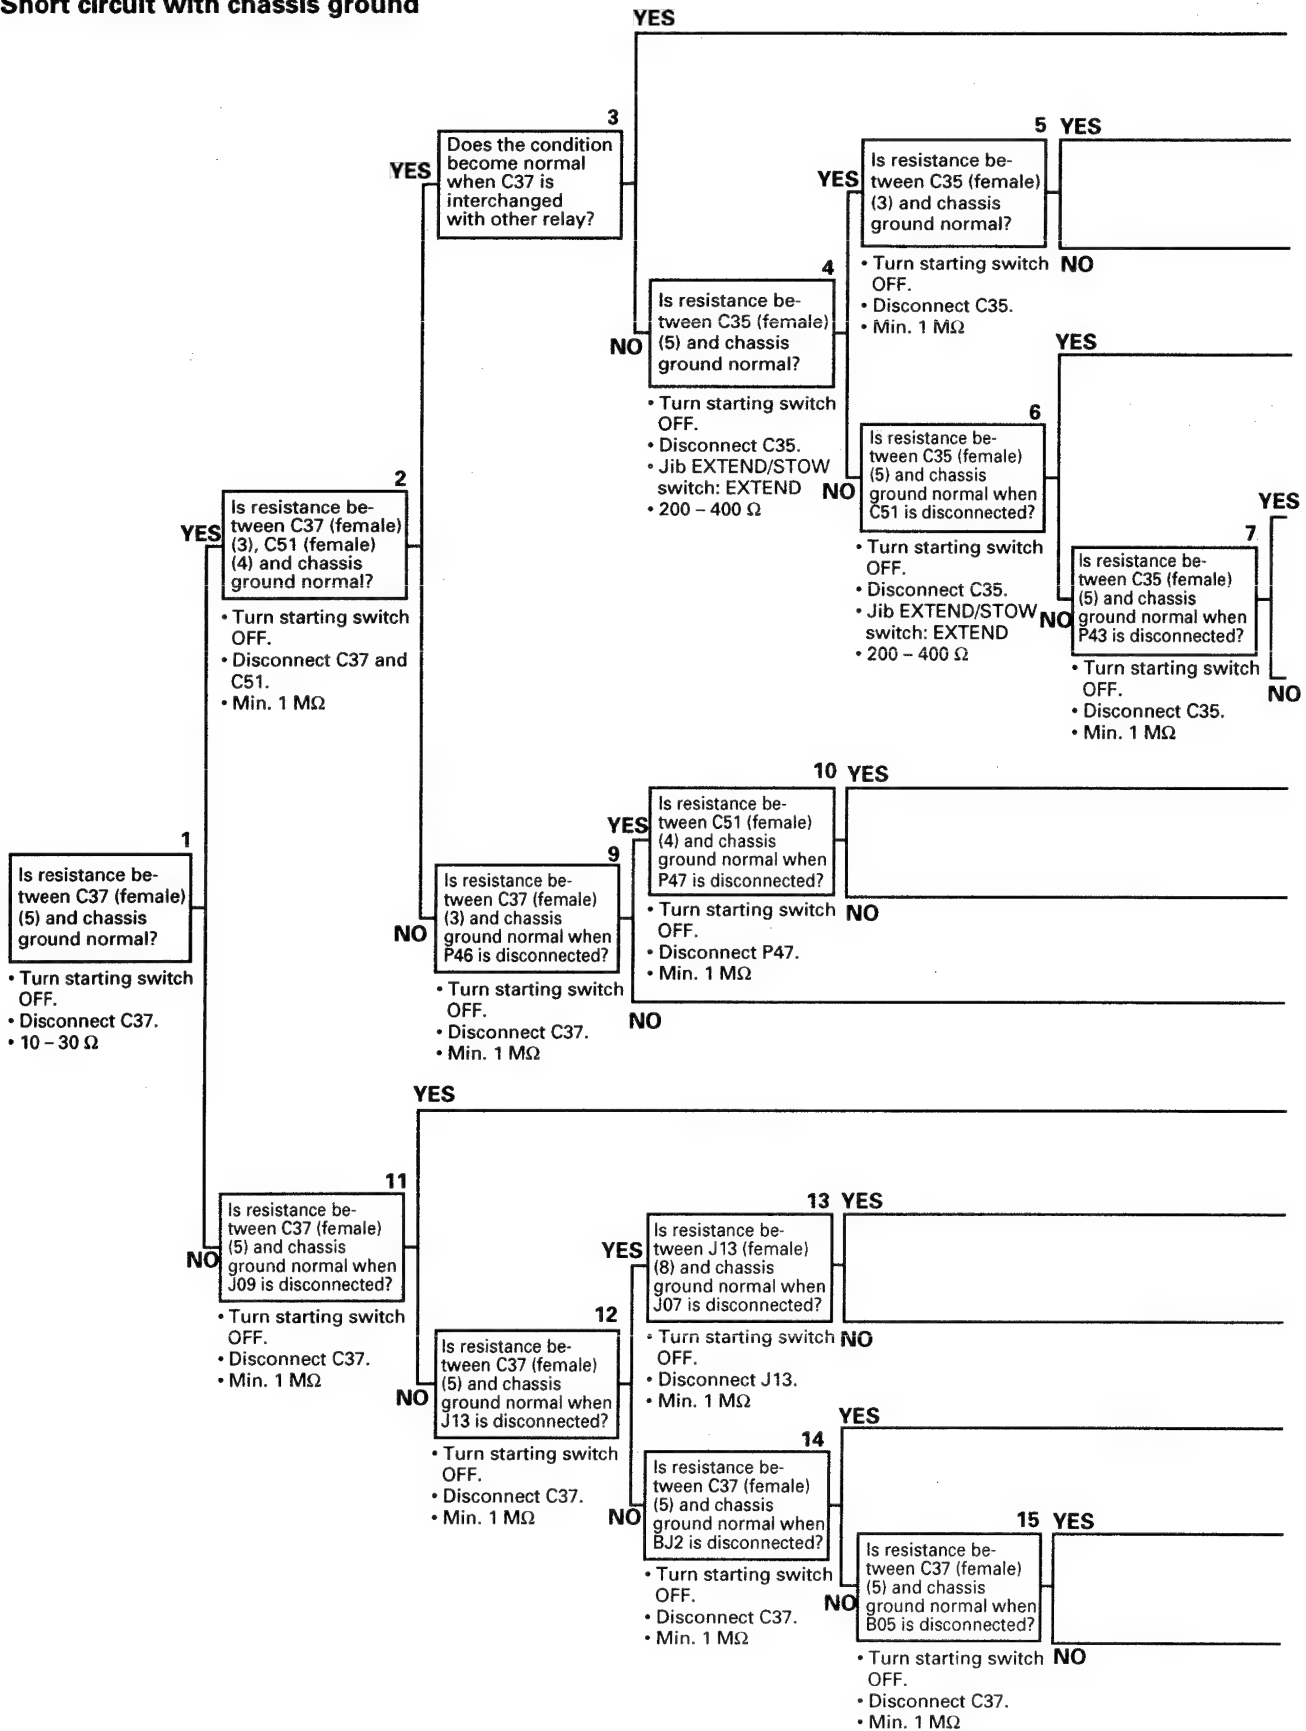 Short circuit with chassis ground
YES
3
Does the condition
become normal
when C37 is
interchanged
with other relay?
YES
5 YES
Is resistance be-
tween C35 (female)
(3) and chassis
ground normal?
YES
• Turn starting switch
OFF.
• Disconnect C35.
• Min. 1 MΩ
NO
4
Is resistance be-
tween C35 (female)
(5) and chassis
ground normal?
NO
• Turn starting switch
OFF.
• Disconnect C35.
• Jib EXTEND/STOW
switch: EXTEND
• 200 – 400 Ω
YES
6
Is resistance be-
tween C35 (female)
(5) and chassis
ground normal when
C51 is disconnected?
NO
• Turn starting switch
OFF.
• Disconnect C35.
• Jib EXTEND/STOW
switch: EXTEND
• 200 – 400 Ω
YES
7
Is resistance be-
tween C35 (female)
(5) and chassis
ground normal when
P43 is disconnected?
NO
• Turn starting switch
OFF.
• Disconnect C35.
• Min. 1 MΩ
NO
2
Is resistance be-
tween C37 (female)
(3), C51 (female)
(4) and chassis
ground normal?
YES
• Turn starting switch
OFF.
• Disconnect C37 and
C51.
• Min. 1 MΩ
10 YES
Is resistance be-
tween C51 (female)
(4) and chassis
ground normal when
P47 is disconnected?
YES
• Turn starting switch
OFF.
• Disconnect P47.
• Min. 1 MΩ
NO
9
Is resistance be-
tween C37 (female)
(3) and chassis
ground normal when
P46 is disconnected?
NO
• Turn starting switch
OFF.
• Disconnect C37.
• Min. 1 MΩ
NO
1
Is resistance be-
tween C37 (female)
(5) and chassis
ground normal?
• Turn starting switch
OFF.
• Disconnect C37.
• 10 – 30 Ω
YES
11
Is resistance be-
tween C37 (female)
(5) and chassis
ground normal when
J09 is disconnected?
NO
• Turn starting switch
OFF.
• Disconnect C37.
• Min. 1 MΩ
13 YES
Is resistance be-
tween J13 (female)
(8) and chassis
ground normal when
J07 is disconnected?
YES
• Turn starting switch
OFF.
• Disconnect J13.
• Min. 1 MΩ
NO
12
Is resistance be-
tween C37 (female)
(5) and chassis
ground normal when
J13 is disconnected?
NO
• Turn starting switch
OFF.
• Disconnect C37.
• Min. 1 MΩ
YES
14
Is resistance be-
tween C37 (female)
(5) and chassis
ground normal when
BJ2 is disconnected?
NO
• Turn starting switch
OFF.
• Disconnect C37.
• Min. 1 MΩ
15 YES
Is resistance be-
tween C37 (female)
(5) and chassis
ground normal when
B05 is disconnected?
NO
• Turn starting switch
OFF.
• Disconnect C37.
• Min. 1 MΩ
NO